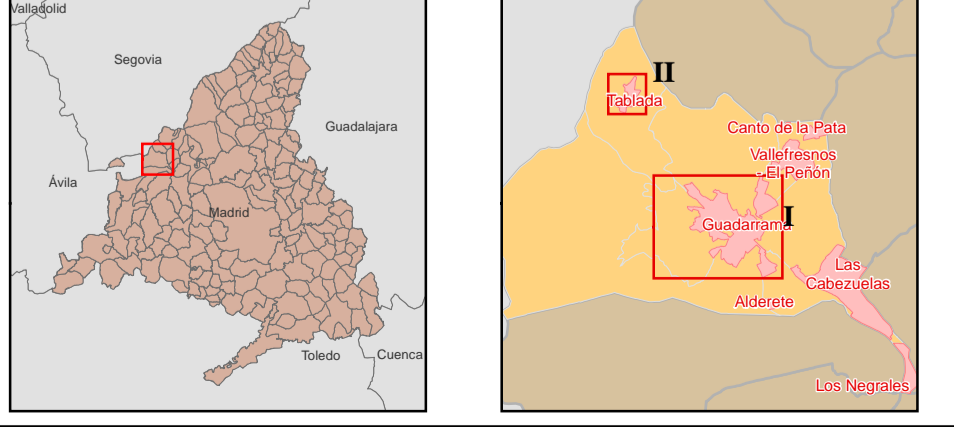 Valladolid
Segovia
Guadalajara
Ávila
Madrid
Toledo
Cuenca
II
Tablada
Canto de la Pata
Vallefresnos
- El Peñón
I
Guadarrama
Las
Cabezuelas
Alderete
Los Negrales